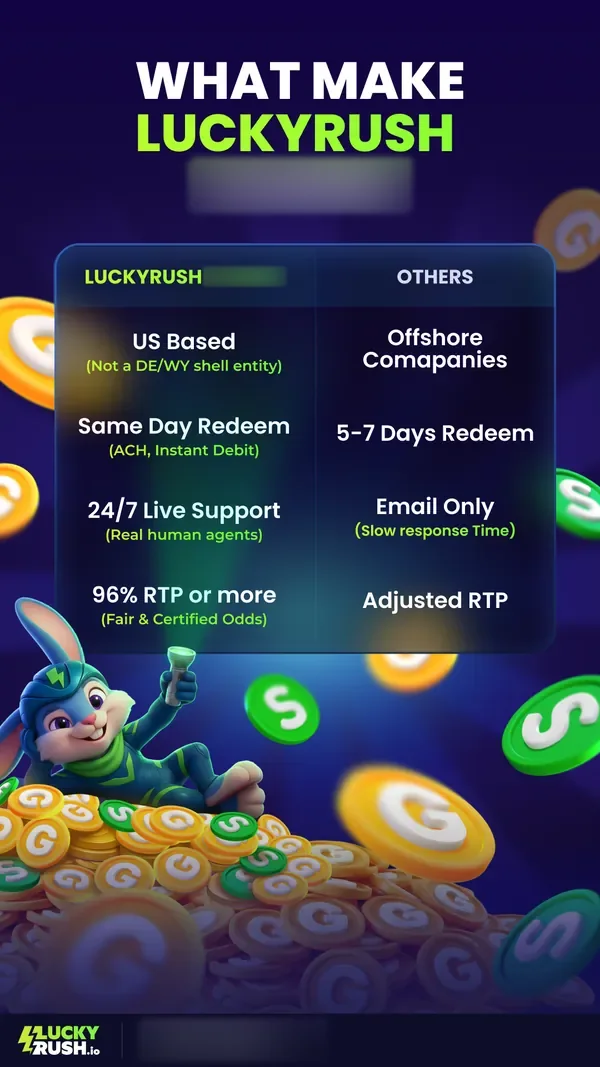 WHAT MAKE
LUCKYRUSH
LUCKYRUSH
OTHERS
US Based
(Not a DE/WY shell entity)
Offshore
Comapanies
Same Day Redeem
(ACH, Instant Debit)
5-7 Days Redeem
24/7 Live Support
(Real human agents)
Email Only
(Slow response Time)
96% RTP or more
(Fair & Certified Odds)
Adjusted RTP
LUCKY
RUSH.io